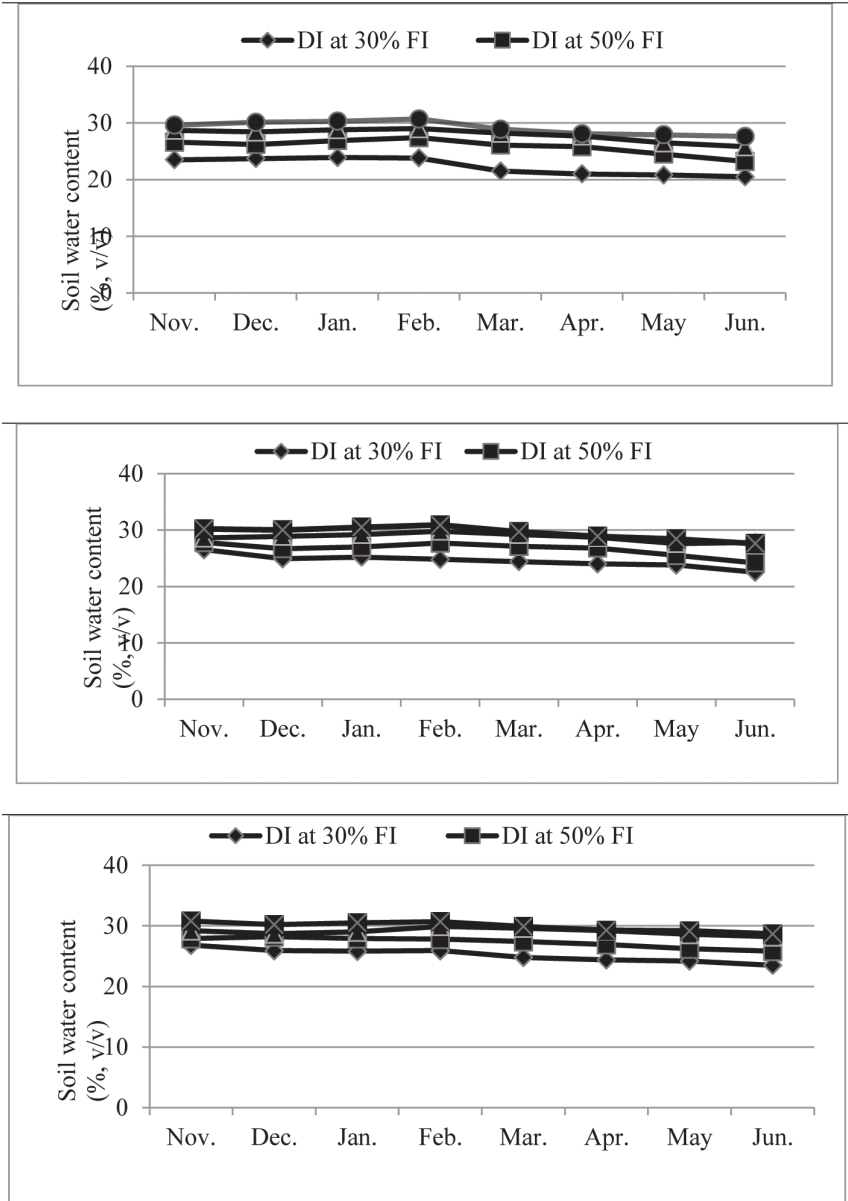 DI at 30% FI DI at 50% FI
40
30
20
10
0
Soil water content
(%, v/v)
Nov. Dec. Jan. Feb. Mar. Apr. May Jun.
DI at 30% FI DI at 50% FI
40
30
20
10
0
Soil water content
(%, v/v)
Nov. Dec. Jan. Feb. Mar. Apr. May Jun.
DI at 30% FI DI at 50% FI
40
30
20
10
0
Soil water content
(%, v/v)
Nov. Dec. Jan. Feb. Mar. Apr. May Jun.